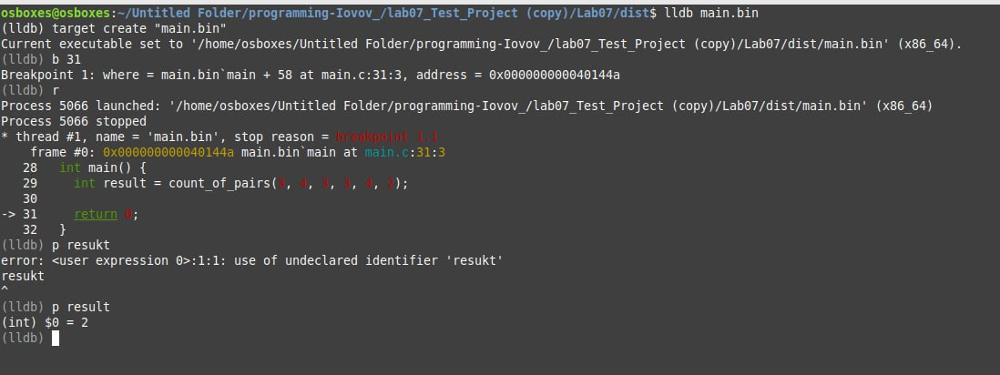 osboxes@osboxes:~/Untitled Folder/programming-Iovov_/lab07_Test_Project (copy)/Lab07/dist$ lldb main.bin
(lldb) target create "main.bin"
Current executable set to '/home/osboxes/Untitled Folder/programming-Iovov_/lab07_Test_Project (copy)/Lab07/dist/main.bin' (x86_64).
(lldb) b 31
Breakpoint 1: where = main.bin`main + 58 at main.c:31:3, address = 0x000000000040144a
(lldb) r
Process 5066 launched: '/home/osboxes/Untitled Folder/programming-Iovov_/lab07_Test_Project (copy)/Lab07/dist/main.bin' (x86_64)
Process 5066 stopped
* thread #1, name = 'main.bin', stop reason = breakpoint 1.1
    frame #0: 0x000000000040144a main.bin`main at main.c:31:3
   28   int main() {
   29     int result = count_of_pairs(3, 4, 3, 3, 4, 2);
   30
-> 31     return 0;
   32   }
(lldb) p resukt
error: <user expression 0>:1:1: use of undeclared identifier 'resukt'
resukt
^
(lldb) p result
(int) $0 = 2
(lldb)